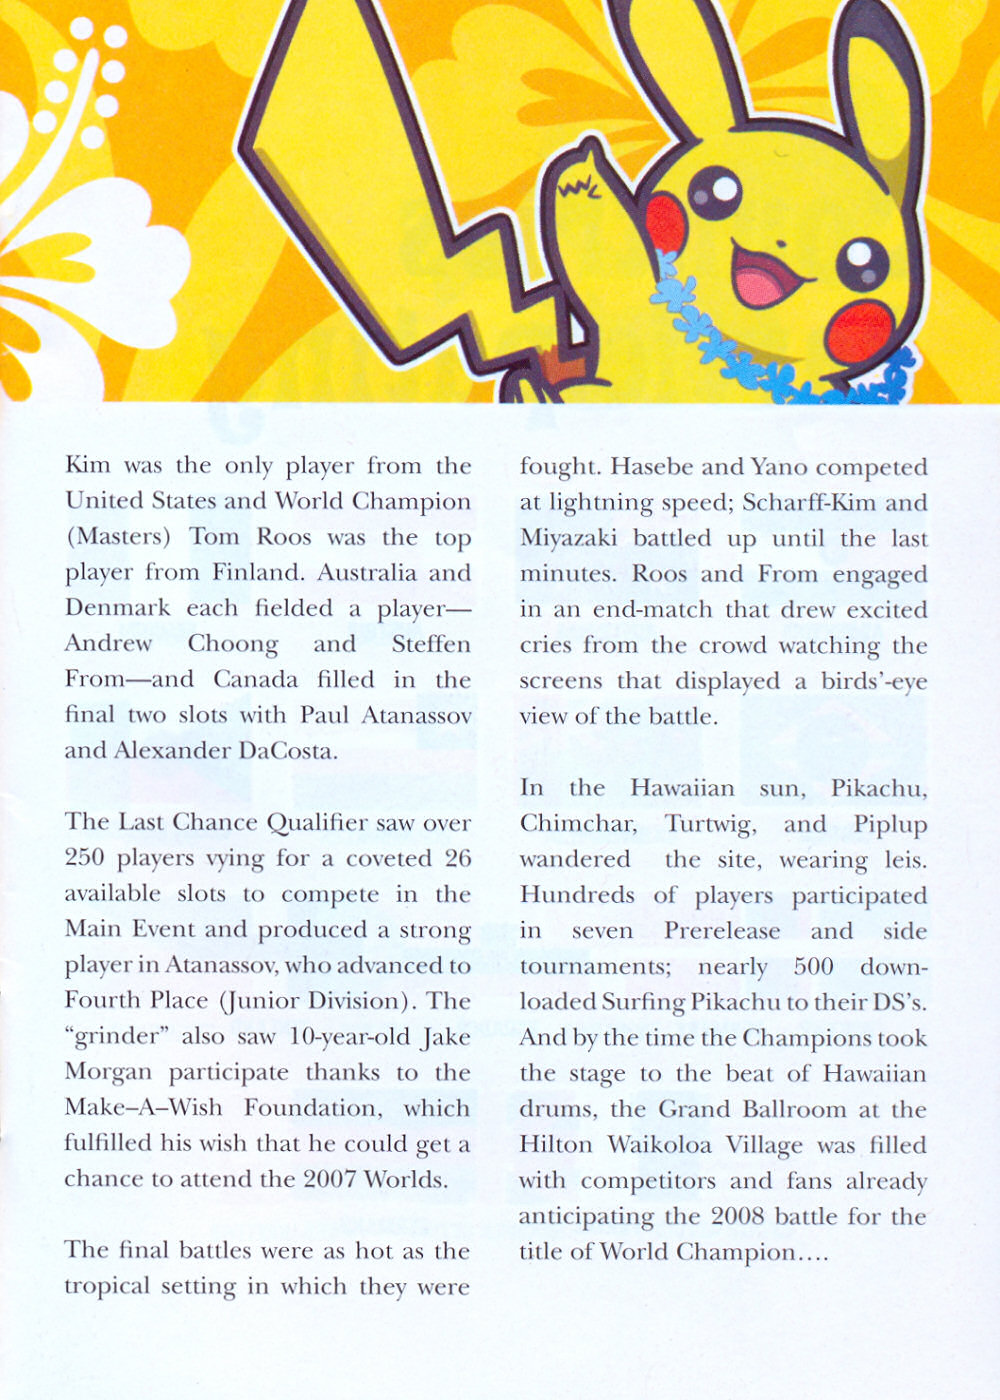 Kim was the only player from the
United States and World Champion
(Masters) Tom Roos was the top
player from Finland. Australia and
Denmark each fielded a player—
Andrew Choong and Steffen
From—and Canada filled in the
final two slots with Paul Atanassov
and Alexander DaCosta.
The Last Chance Qualifier saw over
250 players vying for a coveted 26
available slots to compete in the
Main Event and produced a strong
player in Atanassov, who advanced to
Fourth Place (Junior Division). The
“grinder” also saw 10-year-old Jake
Morgan participate thanks to the
Make–A–Wish Foundation, which
fulfilled his wish that he could get a
chance to attend the 2007 Worlds.
The final battles were as hot as the
tropical setting in which they were
fought. Hasebe and Yano competed
at lightning speed; Scharff-Kim and
Miyazaki battled up until the last
minutes. Roos and From engaged
in an end-match that drew excited
cries from the crowd watching the
screens that displayed a birds’-eye
view of the battle.
In the Hawaiian sun, Pikachu,
Chimchar, Turtwig, and Piplup
wandered the site, wearing leis.
Hundreds of players participated
in seven Prerelease and side
tournaments; nearly 500 down-
loaded Surfing Pikachu to their DS’s.
And by the time the Champions took
the stage to the beat of Hawaiian
drums, the Grand Ballroom at the
Hilton Waikoloa Village was filled
with competitors and fans already
anticipating the 2008 battle for the
title of World Champion….